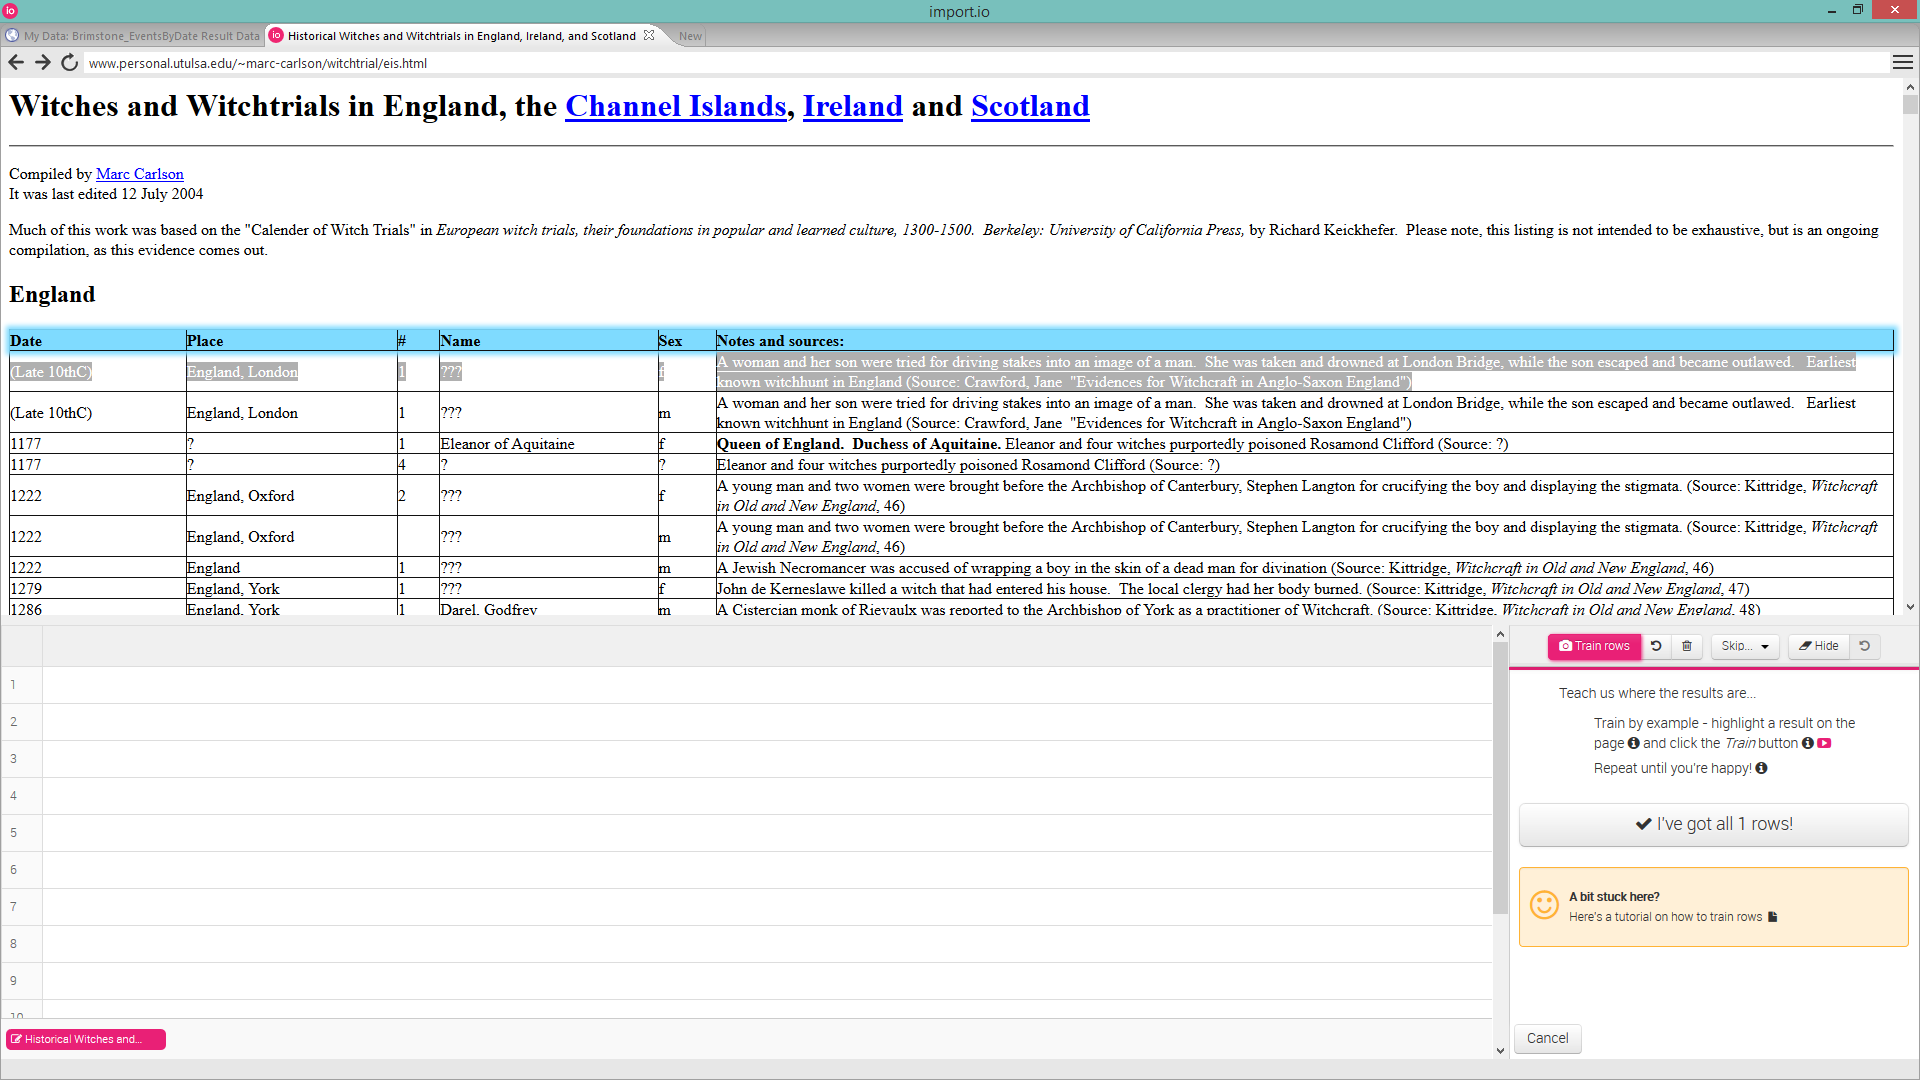 io
import.io
My Data: Brimstone_EventsByDate Result Data
io Historical Witches and Witchtrials in England, Ireland, and Scotland
New
www.personal.utulsa.edu/~marc-carlson/witchtrial/eis.html
Witches and Witchtrials in England, the Channel Islands, Ireland and Scotland
Compiled by Marc Carlson
It was last edited 12 July 2004
Much of this work was based on the "Calender of Witch Trials" in European witch trials, their foundations in popular and learned culture, 1300-1500.  Berkeley: University of California Press, by Richard Keickhefer.  Please note, this listing is not intended to be exhaustive, but is an ongoing
compilation, as this evidence comes out.
England
Date Place # Name Sex Notes and sources:
(Late 10thC) England, London 1 ??? f A woman and her son were tried for driving stakes into an image of a man.  She was taken and drowned at London Bridge, while the son escaped and became outlawed.   Earliest
known witchhunt in England (Source: Crawford, Jane  "Evidences for Witchcraft in Anglo-Saxon England")
(Late 10thC) England, London 1 ??? m A woman and her son were tried for driving stakes into an image of a man.  She was taken and drowned at London Bridge, while the son escaped and became outlawed.   Earliest
known witchhunt in England (Source: Crawford, Jane  "Evidences for Witchcraft in Anglo-Saxon England")
1177 ? 1 Eleanor of Aquitaine f Queen of England.  Duchess of Aquitaine. Eleanor and four witches purportedly poisoned Rosamond Clifford (Source: ?)
1177 ? 4 ? ? Eleanor and four witches purportedly poisoned Rosamond Clifford (Source: ?)
1222 England, Oxford 2 ??? f A young man and two women were brought before the Archbishop of Canterbury, Stephen Langton for crucifying the boy and displaying the stigmata. (Source: Kittridge, Witchcraft
in Old and New England, 46)
1222 England, Oxford ??? m A young man and two women were brought before the Archbishop of Canterbury, Stephen Langton for crucifying the boy and displaying the stigmata. (Source: Kittridge, Witchcraft
in Old and New England, 46)
1222 England 1 ??? m A Jewish Necromancer was accused of wrapping a boy in the skin of a dead man for divination (Source: Kittridge, Witchcraft in Old and New England, 46)
1279 England, York 1 ??? f John de Kerneslawe killed a witch that had entered his house.  The local clergy had her body burned. (Source: Kittridge, Witchcraft in Old and New England, 47)
1286 England, York 1 Darel, Godfrey m A Cistercian monk of Rievaulx was reported to the Archbishop of York as a practitioner of Witchcraft. (Source: Kittridge, Witchcraft in Old and New England, 48)
1
2
3
4
5
6
7
8
9
10
Historical Witches and...
Train rows Skip... Hide
Teach us where the results are...
Train by example - highlight a result on the
page and click the Train button
Repeat until you're happy!
I've got all 1 rows!
A bit stuck here?
Here's a tutorial on how to train rows
Cancel